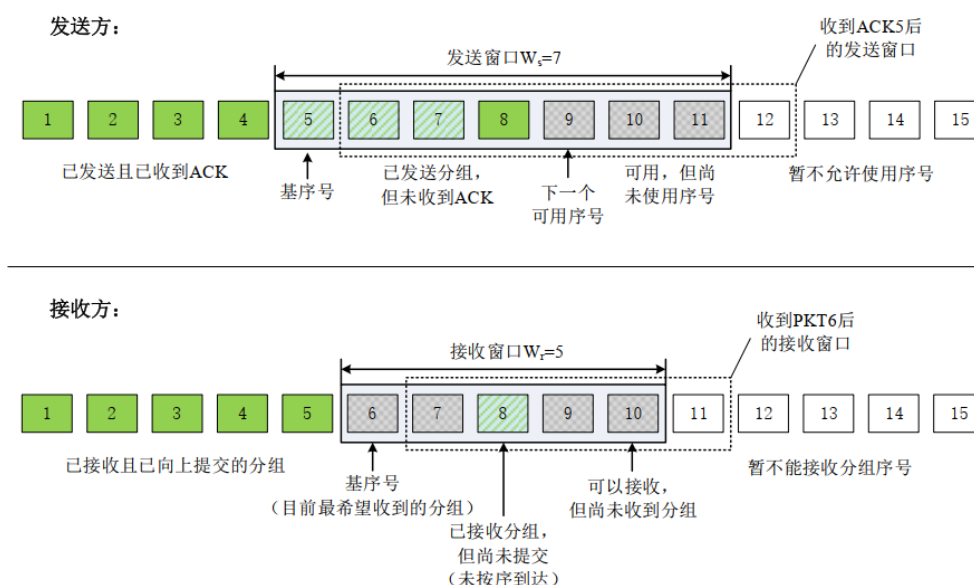 发送方：
收到ACK5后
的发送窗口
发送窗口Ws=7
1 2 3 4 5 6 7 8 9 10 11 12 13 14 15
已发送且已收到ACK
基序号
已发送分组，
但未收到ACK
下一个
可用序号
可用，但尚
未使用序号
暂不允许使用序号
接收方：
收到PKT6后
的接收窗口
接收窗口Wr=5
1 2 3 4 5 6 7 8 9 10 11 12 13 14 15
已接收且已向上提交的分组
基序号
（目前最希望收到的分组）
已接收分组，
但尚未提交
（未按序到达）
可以接收，
但尚未收到分组
暂不能接收分组序号